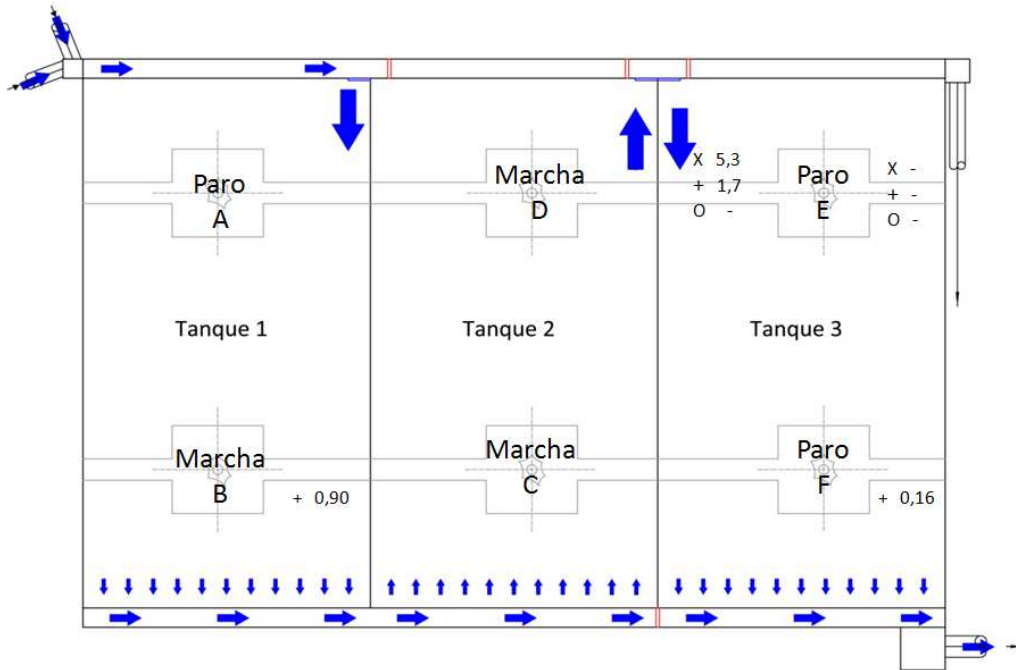 Paro
A
Marcha
D
X 5,3
+ 1,7
O -
Paro
E
X -
+ -
O -
Tanque 1
Tanque 2
Tanque 3
Marcha
B
+ 0,90
Marcha
C
Paro
F
+ 0,16